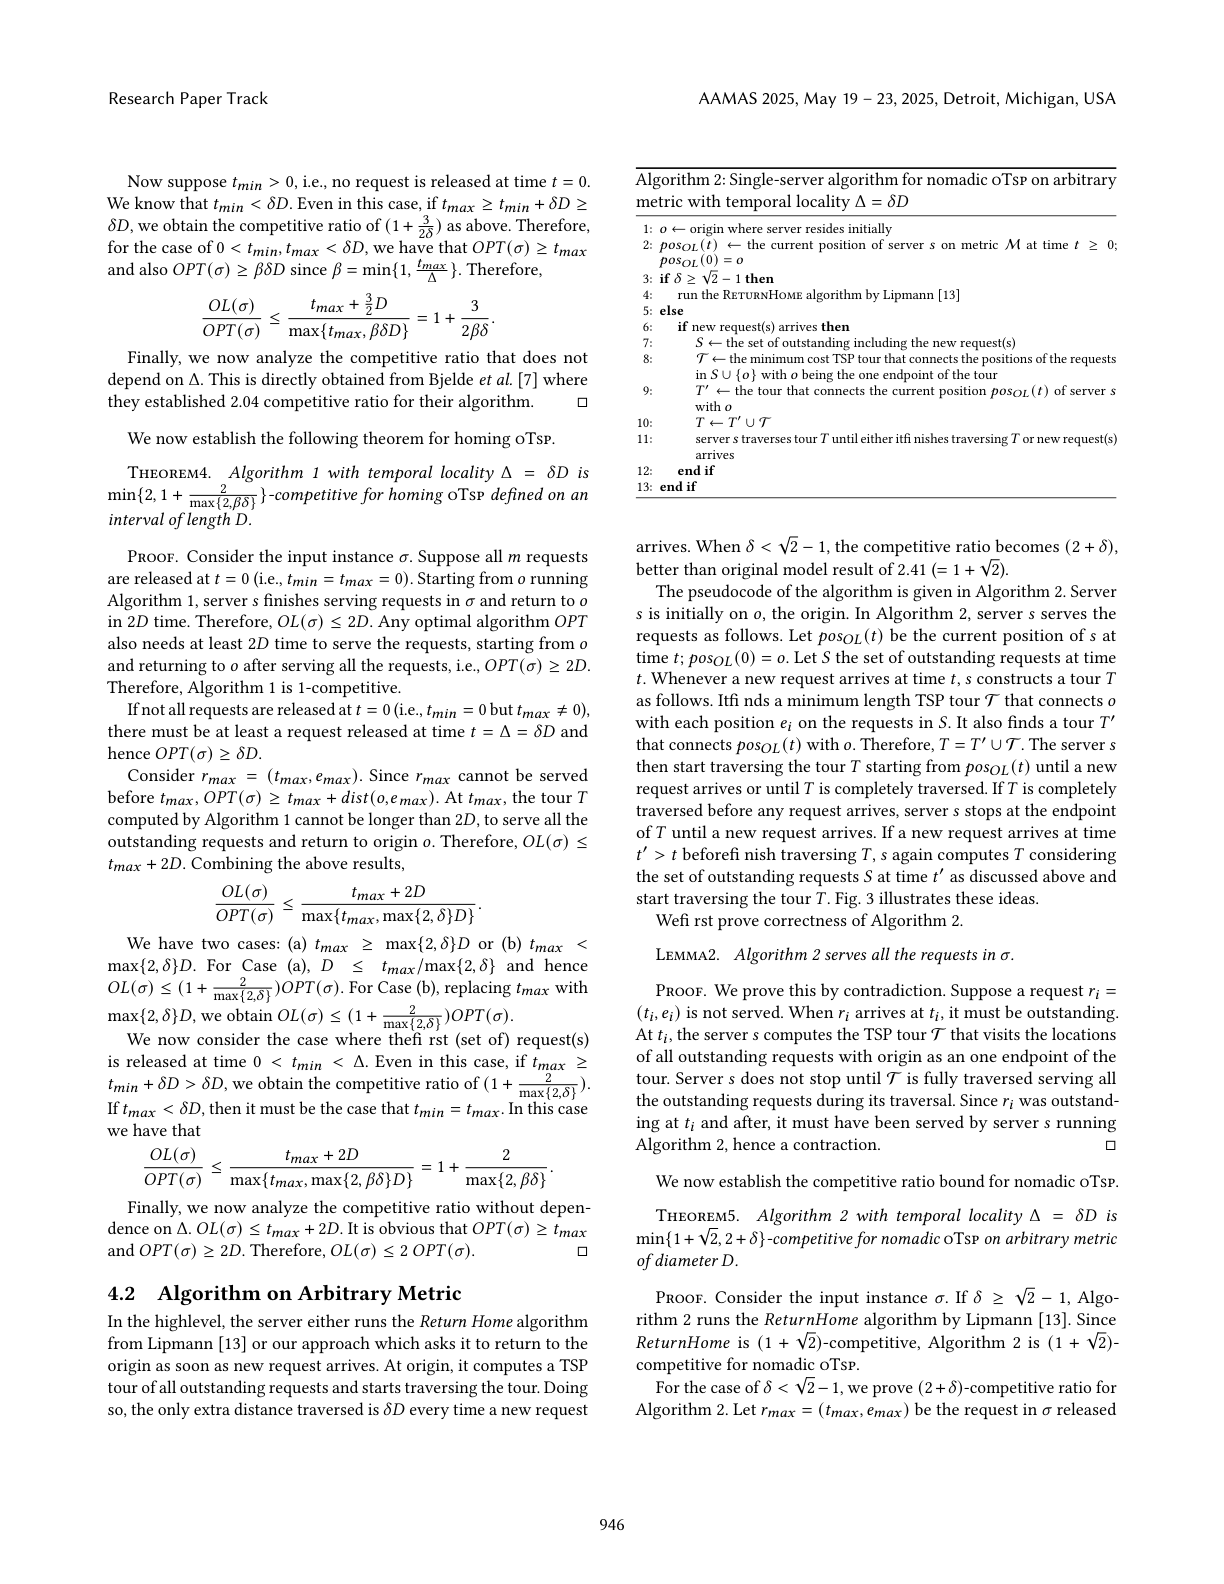 Research Paper Track
AAMAS 2025, May 19 – 23, 2025, Detroit, Michigan, USA
Now suppose t_min > 0, i.e., no request is released at time t = 0.
We know that t_min < δD. Even in this case, if t_max ≥ t_min + δD ≥
δD, we obtain the competitive ratio of (1 + 3/(2δ)) as above. Therefore,
for the case of 0 < t_min, t_max < δD, we have that OPT(σ) ≥ t_max
and also OPT(σ) ≥ βδD since β = min{1, t_max/Δ}. Therefore,
OL(σ)/OPT(σ) ≤ (t_max + 3/2 D)/max{t_max, βδD} = 1 + 3/(2βδ).
Finally, we now analyze the competitive ratio that does not
depend on Δ. This is directly obtained from Bjelde et al. [7] where
they established 2.04 competitive ratio for their algorithm. □
We now establish the following theorem for homing oTsp.
Theorem4. Algorithm 1 with temporal locality Δ = δD is
min{2, 1 + 2/max{2,βδ}}-competitive for homing oTsp defined on an
interval of length D.
Proof. Consider the input instance σ. Suppose all m requests
are released at t = 0 (i.e., t_min = t_max = 0). Starting from o running
Algorithm 1, server s finishes serving requests in σ and return to o
in 2D time. Therefore, OL(σ) ≤ 2D. Any optimal algorithm OPT
also needs at least 2D time to serve the requests, starting from o
and returning to o after serving all the requests, i.e., OPT(σ) ≥ 2D.
Therefore, Algorithm 1 is 1-competitive.
If not all requests are released at t = 0 (i.e., t_min = 0 but t_max ≠ 0),
there must be at least a request released at time t = Δ = δD and
hence OPT(σ) ≥ δD.
Consider r_max = (t_max, e_max). Since r_max cannot be served
before t_max, OPT(σ) ≥ t_max + dist(o, e_max). At t_max, the tour T
computed by Algorithm 1 cannot be longer than 2D, to serve all the
outstanding requests and return to origin o. Therefore, OL(σ) ≤
t_max + 2D. Combining the above results,
OL(σ)/OPT(σ) ≤ (t_max + 2D)/max{t_max, max{2, δ}D}.
We have two cases: (a) t_max ≥ max{2, δ}D or (b) t_max <
max{2, δ}D. For Case (a), D ≤ t_max/max{2, δ} and hence
OL(σ) ≤ (1 + 2/max{2,δ})OPT(σ). For Case (b), replacing t_max with
max{2, δ}D, we obtain OL(σ) ≤ (1 + 2/max{2,δ})OPT(σ).
We now consider the case where thefi rst (set of) request(s)
is released at time 0 < t_min < Δ. Even in this case, if t_max ≥
t_min + δD > δD, we obtain the competitive ratio of (1 + 2/max{2,δ}).
If t_max < δD, then it must be the case that t_min = t_max. In this case
we have that
OL(σ)/OPT(σ) ≤ (t_max + 2D)/max{t_max, max{2, βδ}D} = 1 + 2/max{2, βδ}.
Finally, we now analyze the competitive ratio without depen-
dence on Δ. OL(σ) ≤ t_max + 2D. It is obvious that OPT(σ) ≥ t_max
and OPT(σ) ≥ 2D. Therefore, OL(σ) ≤ 2 OPT(σ). □
4.2 Algorithm on Arbitrary Metric
In the highlevel, the server either runs the Return Home algorithm
from Lipmann [13] or our approach which asks it to return to the
origin as soon as new request arrives. At origin, it computes a TSP
tour of all outstanding requests and starts traversing the tour. Doing
so, the only extra distance traversed is δD every time a new request
Algorithm 2: Single-server algorithm for nomadic oTsp on arbitrary
metric with temporal locality Δ = δD
1: o ← origin where server resides initially
2: pos_OL(t) ← the current position of server s on metric M at time t ≥ 0;
pos_OL(0) = o
3: if δ ≥ √2 − 1 then
4: run the ReturnHome algorithm by Lipmann [13]
5: else
6: if new request(s) arrives then
7: S ← the set of outstanding including the new request(s)
8: 𝒯 ← the minimum cost TSP tour that connects the positions of the requests
in S ∪ {o} with o being the one endpoint of the tour
9: T′ ← the tour that connects the current position pos_OL(t) of server s
with o
10: T ← T′ ∪ 𝒯
11: server s traverses tour T until either itfi nishes traversing T or new request(s)
arrives
12: end if
13: end if
arrives. When δ < √2 − 1, the competitive ratio becomes (2 + δ),
better than original model result of 2.41 (= 1 + √2).
The pseudocode of the algorithm is given in Algorithm 2. Server
s is initially on o, the origin. In Algorithm 2, server s serves the
requests as follows. Let pos_OL(t) be the current position of s at
time t; pos_OL(0) = o. Let S the set of outstanding requests at time
t. Whenever a new request arrives at time t, s constructs a tour T
as follows. Itfi nds a minimum length TSP tour 𝒯 that connects o
with each position e_i on the requests in S. It also finds a tour T′
that connects pos_OL(t) with o. Therefore, T = T′ ∪ 𝒯. The server s
then start traversing the tour T starting from pos_OL(t) until a new
request arrives or until T is completely traversed. If T is completely
traversed before any request arrives, server s stops at the endpoint
of T until a new request arrives. If a new request arrives at time
t′ > t beforefi nish traversing T, s again computes T considering
the set of outstanding requests S at time t′ as discussed above and
start traversing the tour T. Fig. 3 illustrates these ideas.
Wefi rst prove correctness of Algorithm 2.
Lemma2. Algorithm 2 serves all the requests in σ.
Proof. We prove this by contradiction. Suppose a request r_i =
(t_i, e_i) is not served. When r_i arrives at t_i, it must be outstanding.
At t_i, the server s computes the TSP tour 𝒯 that visits the locations
of all outstanding requests with origin as an one endpoint of the
tour. Server s does not stop until 𝒯 is fully traversed serving all
the outstanding requests during its traversal. Since r_i was outstand-
ing at t_i and after, it must have been served by server s running
Algorithm 2, hence a contraction. □
We now establish the competitive ratio bound for nomadic oTsp.
Theorem5. Algorithm 2 with temporal locality Δ = δD is
min{1 + √2, 2 + δ}-competitive for nomadic oTsp on arbitrary metric
of diameter D.
Proof. Consider the input instance σ. If δ ≥ √2 − 1, Algo-
rithm 2 runs the ReturnHome algorithm by Lipmann [13]. Since
ReturnHome is (1 + √2)-competitive, Algorithm 2 is (1 + √2)-
competitive for nomadic oTsp.
For the case of δ < √2 − 1, we prove (2 + δ)-competitive ratio for
Algorithm 2. Let r_max = (t_max, e_max) be the request in σ released
946